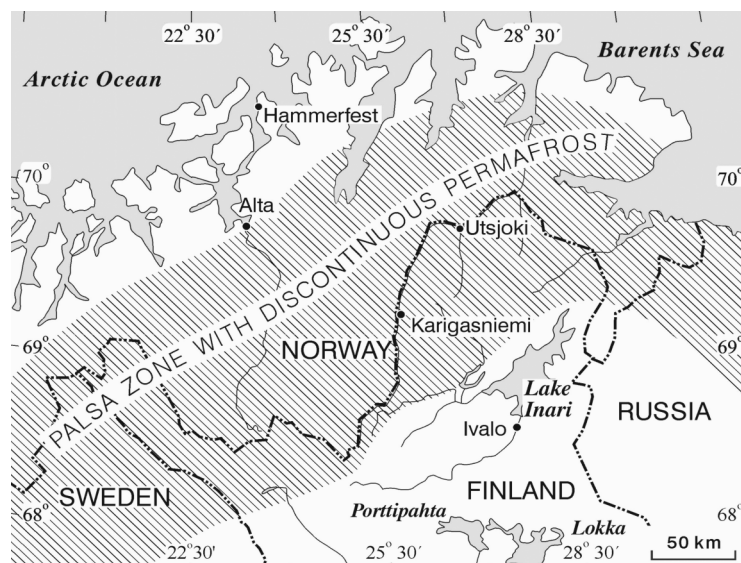 22° 30′
25° 30′
28° 30′
Barents Sea
Arctic Ocean
Hammerfest
70°
70°
PALSA ZONE WITH DISCONTINUOUS PERMAFROST
Alta
Utsjoki
Karigasniemi
69°
69°
NORWAY
Lake
Inari
RUSSIA
Ivalo
SWEDEN
FINLAND
68°
68°
Porttipahta
Lokka
22° 30′
25° 30′
28° 30′
50 km